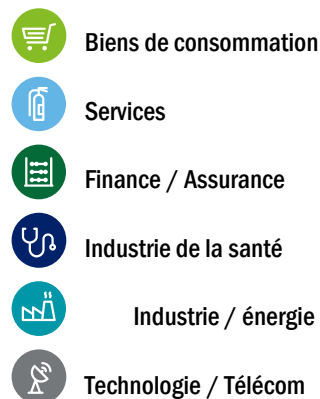 Biens de consommation
Services
Finance / Assurance
Industrie de la santé
Industrie / énergie
Technologie / Télécom